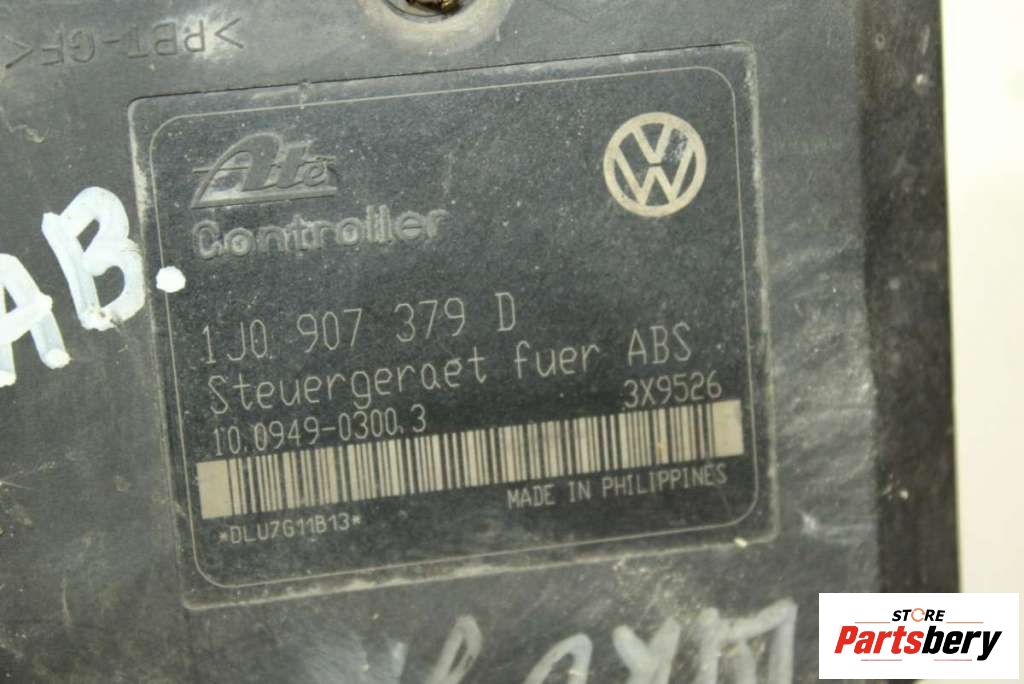 >PBT-GF<
AB.
Ate
Controller
1J0 907 379 D
Steuergeraet fuer ABS
10.0949-0300.3
3X9526
MADE IN PHILIPPINES
*DLU7G11B13*
STORE
Partsbery